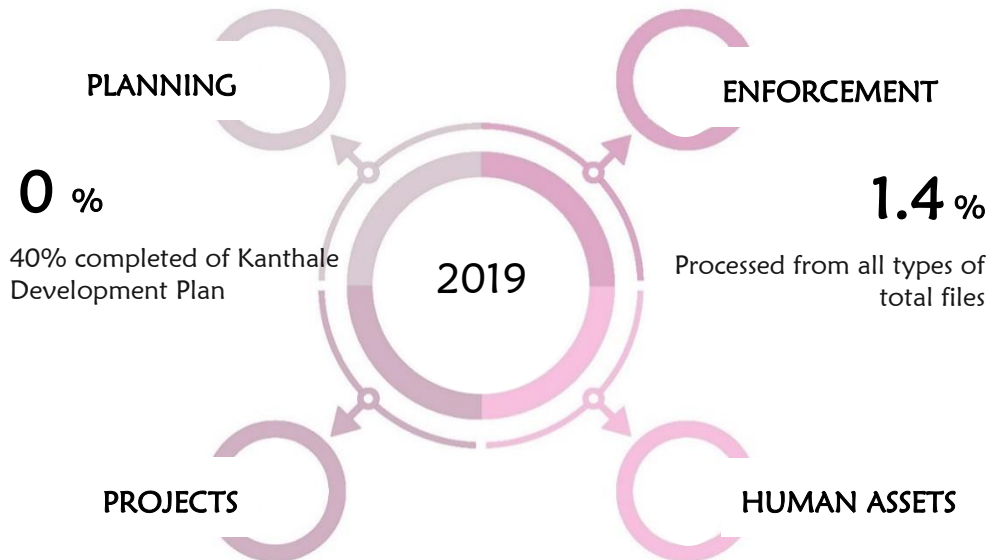 PLANNING
ENFORCEMENT
0 %
1.4 %
40% completed of Kanthale
Development Plan
Processed from all types of
total files
2019
PROJECTS
HUMAN ASSETS